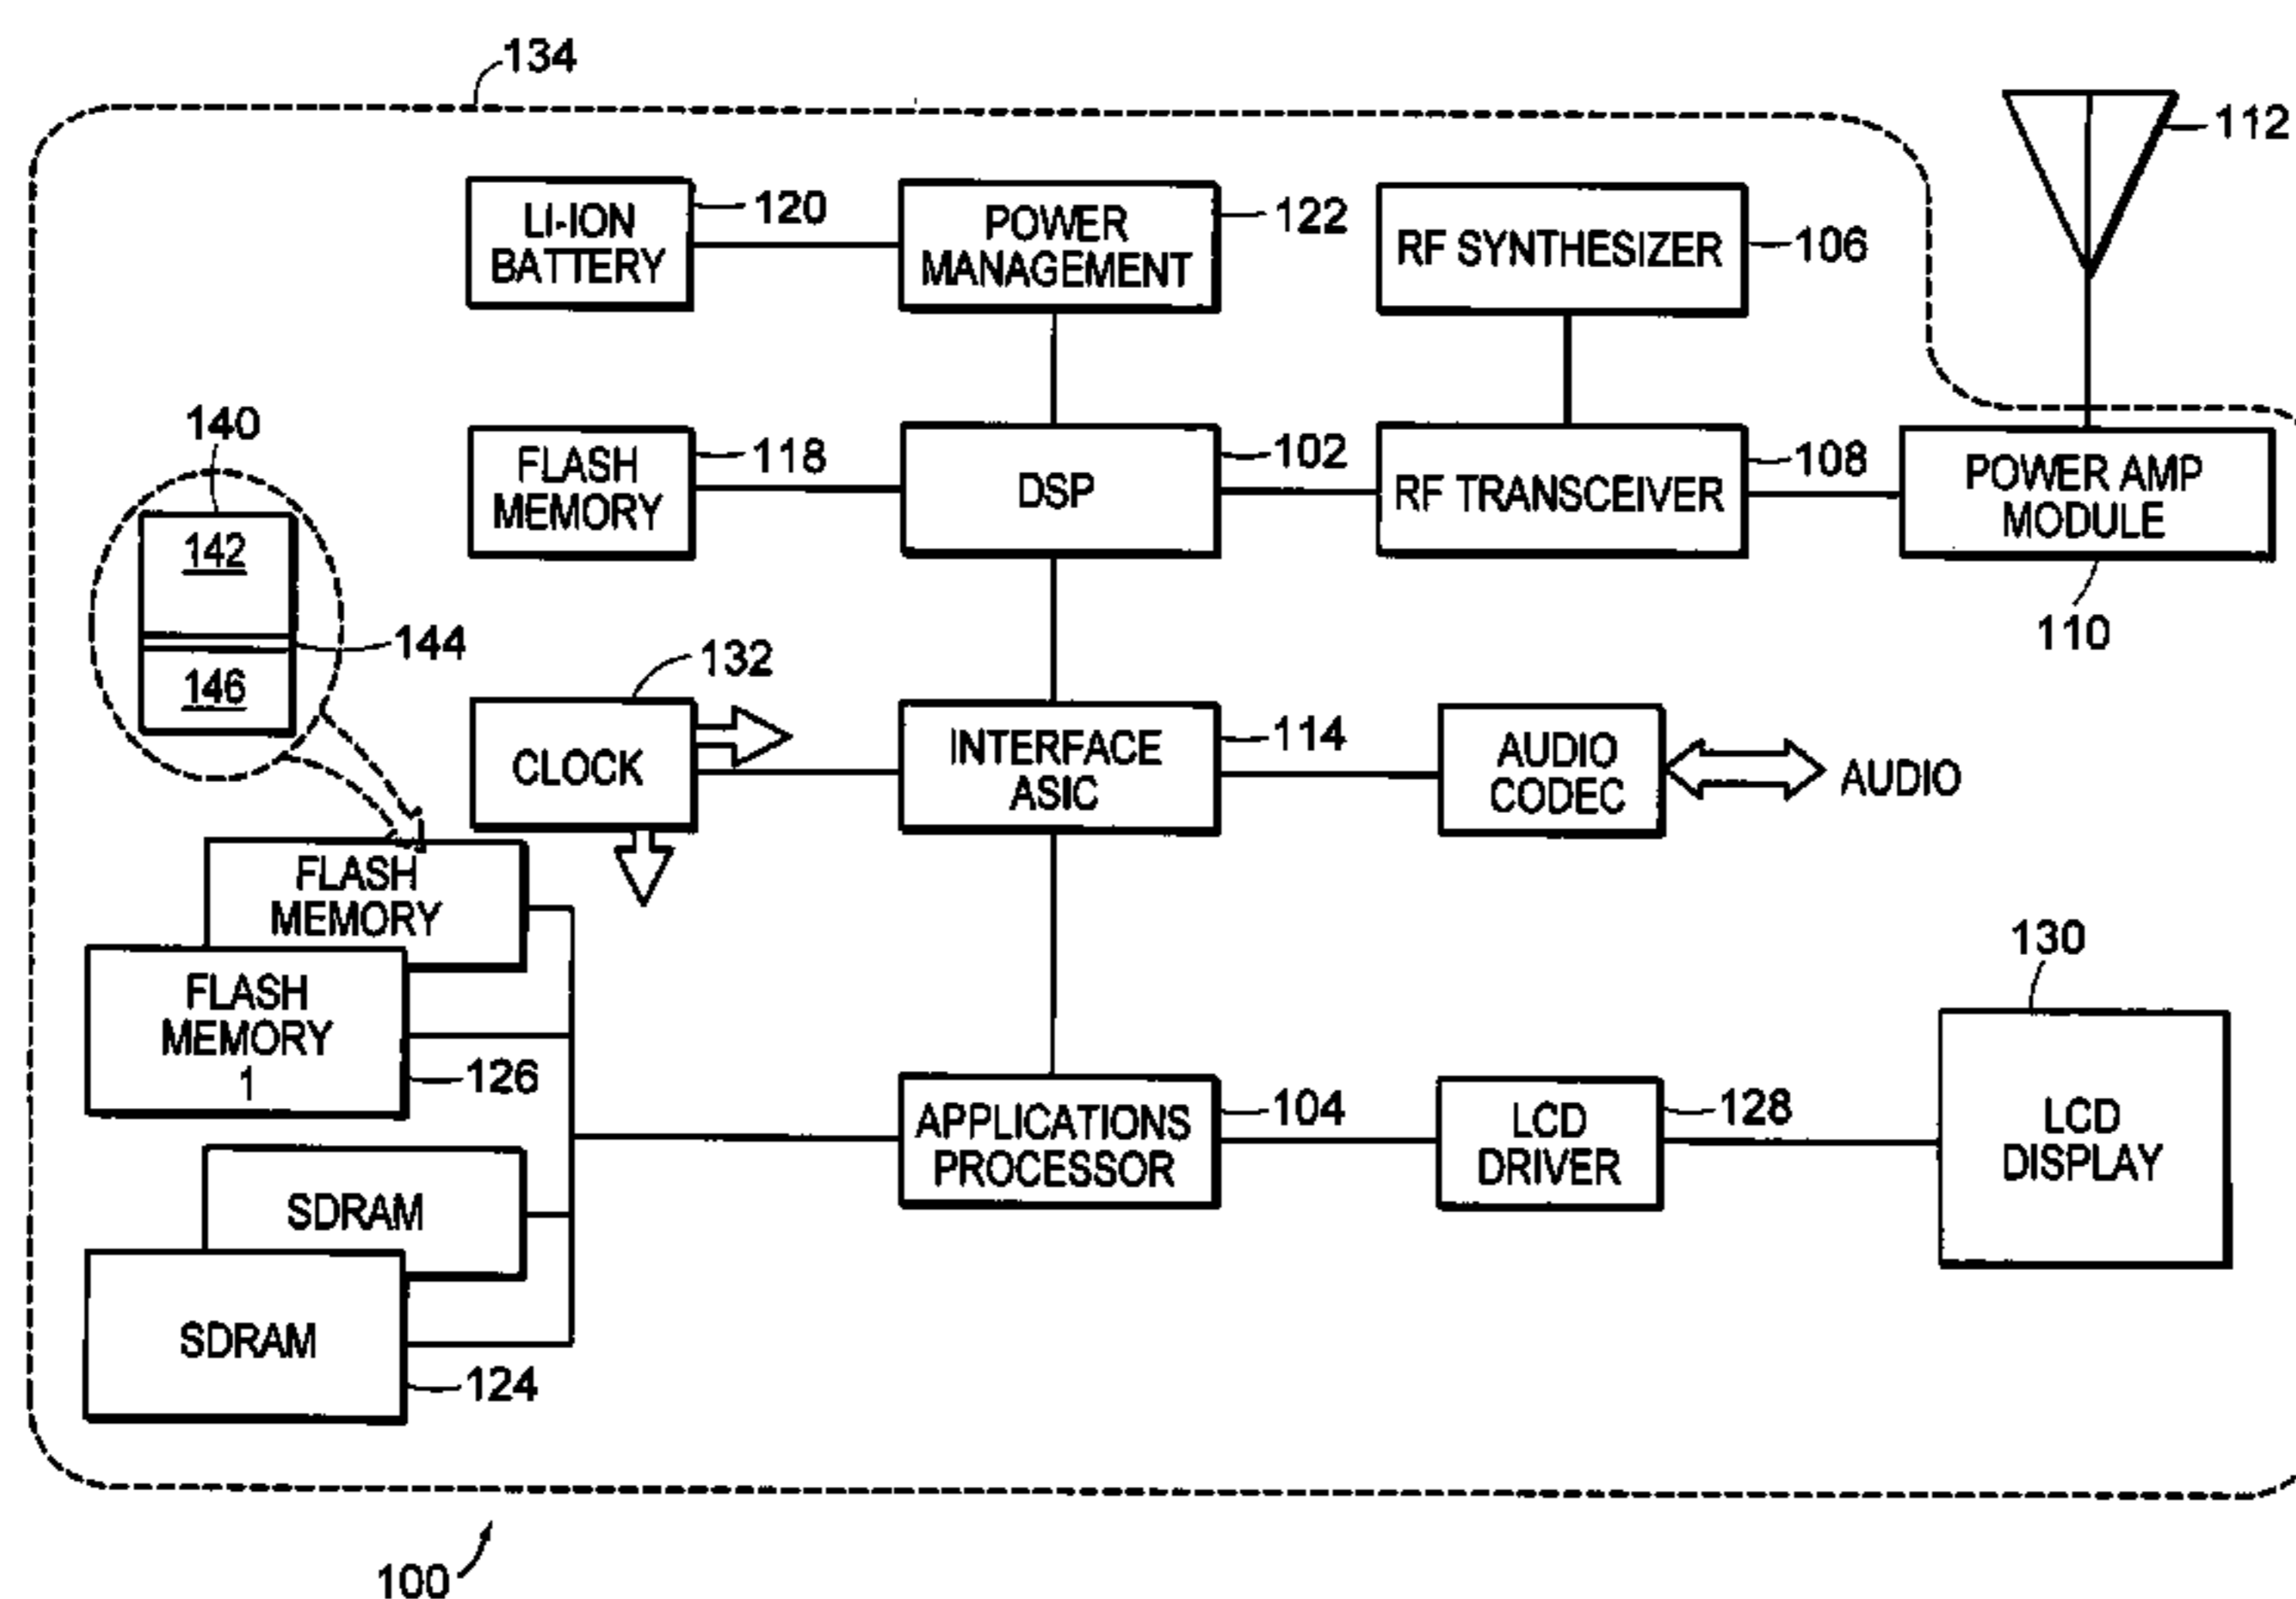 134
112
LI-ION
BATTERY
120
POWER
MANAGEMENT
122
RF SYNTHESIZER
106
140
142
144
146
FLASH
MEMORY
118
DSP
102
RF TRANSCEIVER
108
POWER AMP
MODULE
110
132
CLOCK
INTERFACE
ASIC
114
AUDIO
CODEC
AUDIO
FLASH
MEMORY
FLASH
MEMORY
1
126
SDRAM
SDRAM
124
APPLICATIONS
PROCESSOR
104
LCD
DRIVER
128
130
LCD
DISPLAY
100